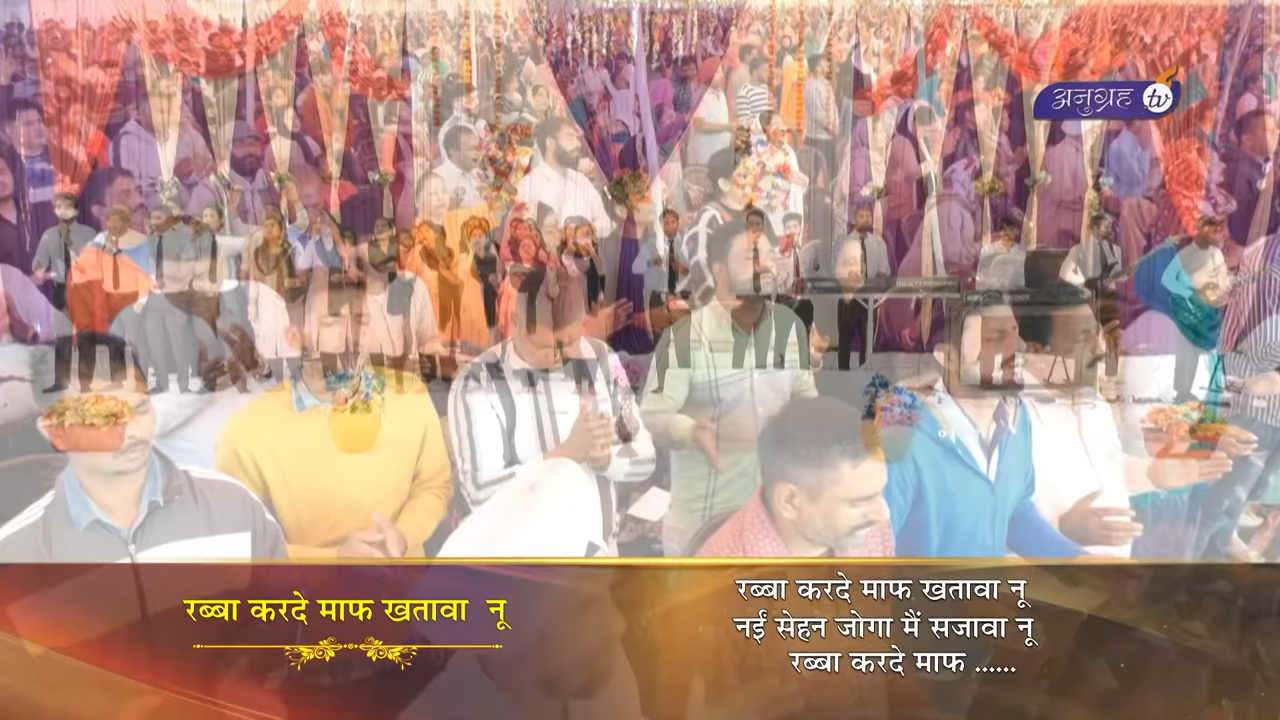 अनुग्रह tv
रब्बा करदे माफ खतावा नू
रब्बा करदे माफ खतावा नू
नईं सेहन जोगा मैं सजावा नू
रब्बा करदे माफ ......